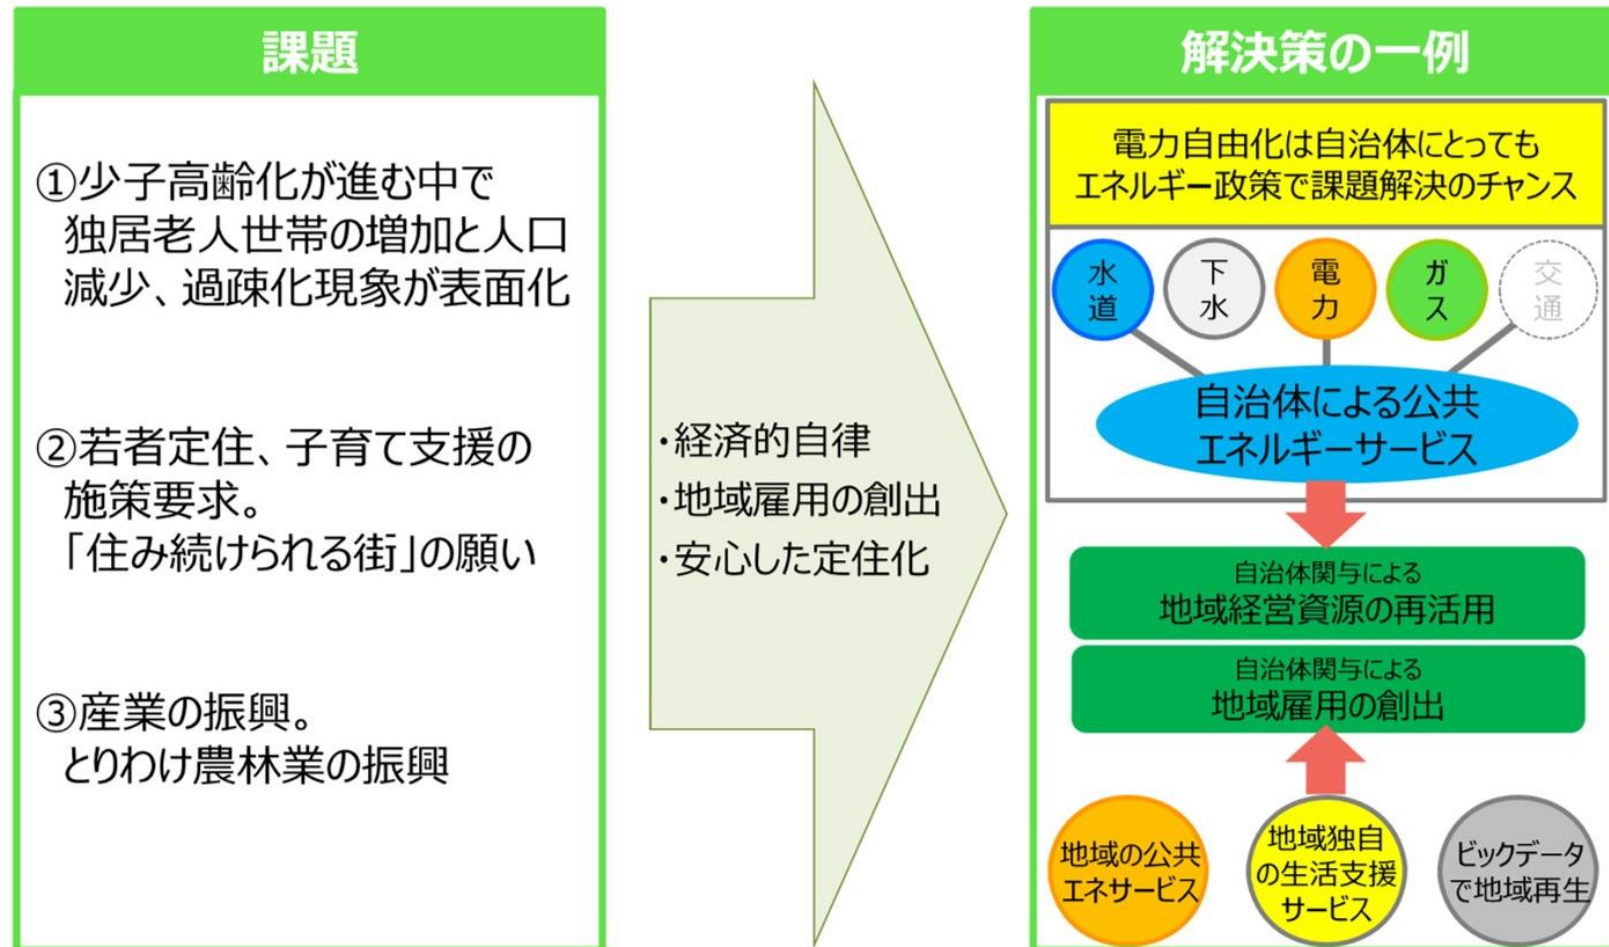 課題
①少子高齢化が進む中で
独居老人世帯の増加と人口
減少、過疎化現象が表面化
②若者定住、子育て支援の
施策要求。
「住み続けられる街」の願い
③産業の振興。
とりわけ農林業の振興
・経済的自律
・地域雇用の創出
・安心した定住化
解決策の一例
電力自由化は自治体にとっても
エネルギー政策で課題解決のチャンス
水道
下水
電力
ガス
交通
自治体による公共
エネルギーサービス
自治体関与による
地域経営資源の再活用
自治体関与による
地域雇用の創出
地域の公共
エネサービス
地域独自
の生活支援
サービス
ビックデータ
で地域再生